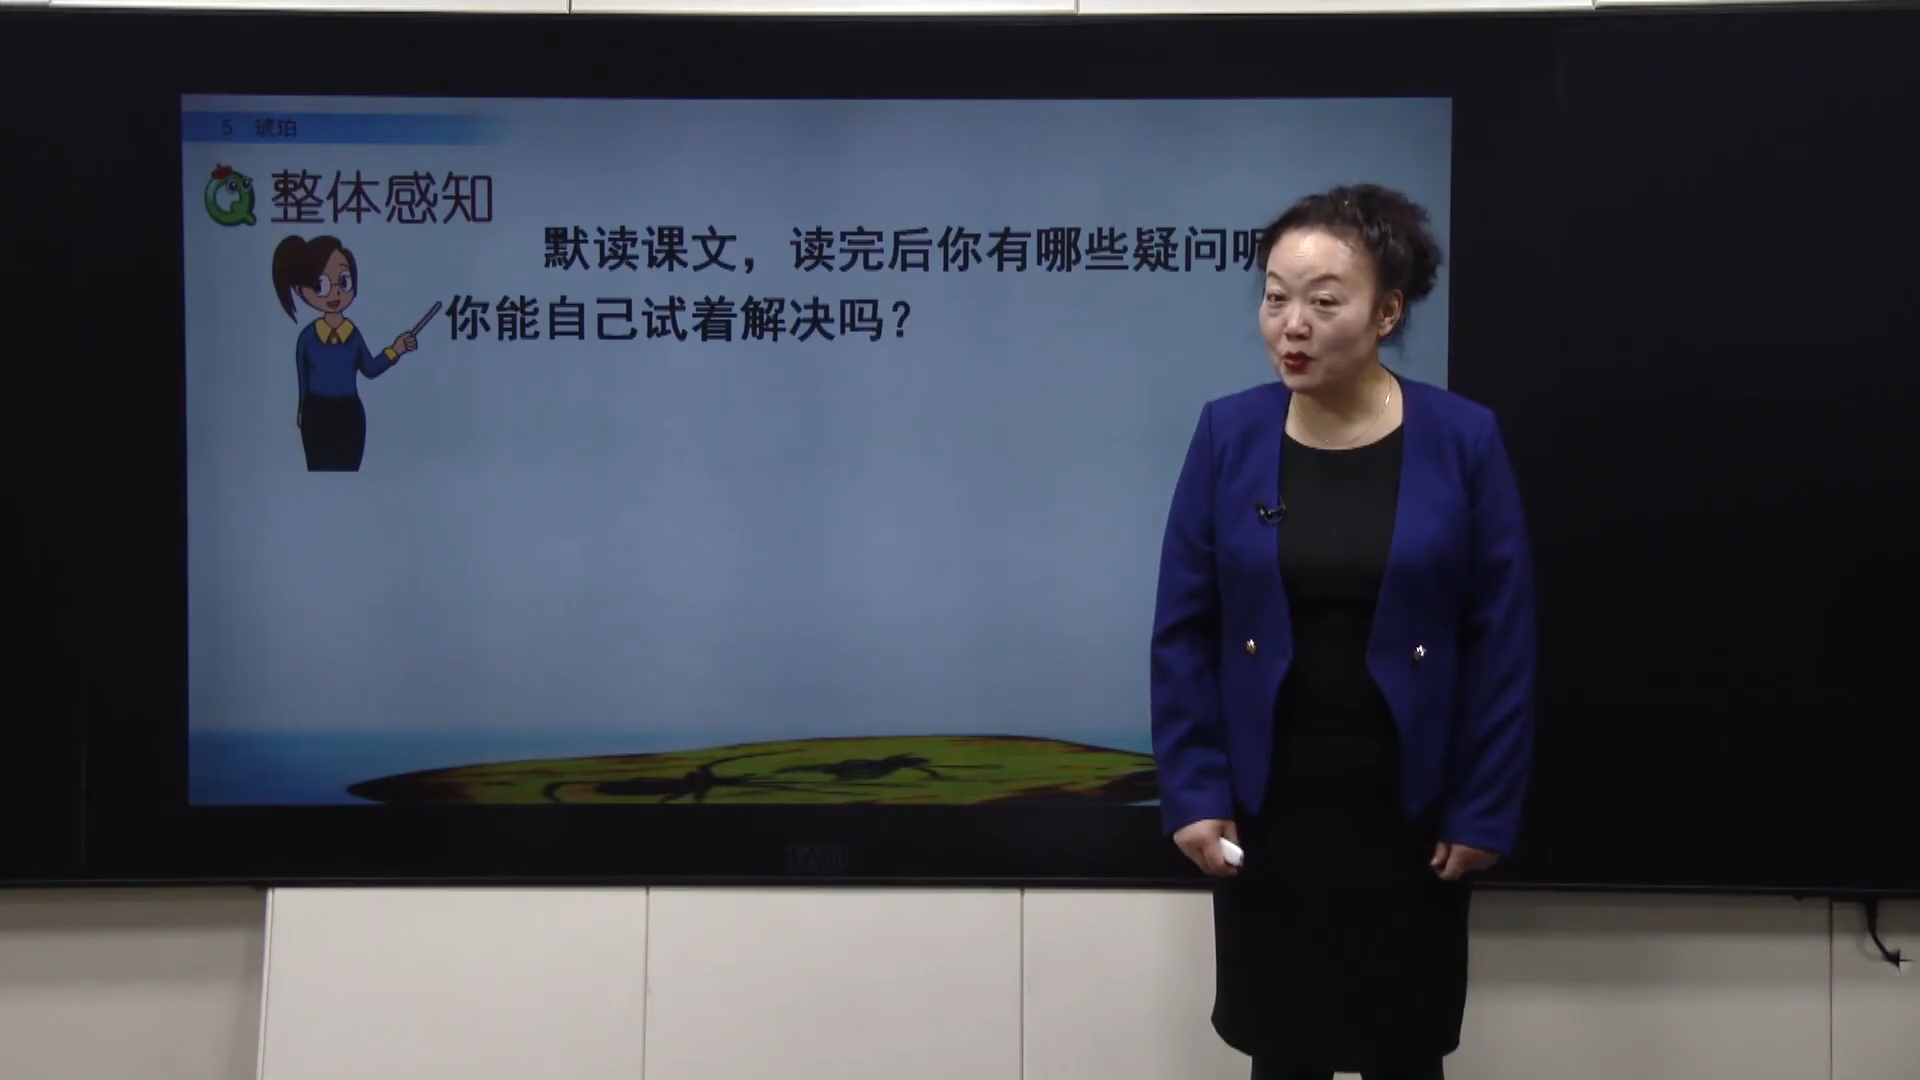 5 琥珀
整体感知
默读课文，读完后你有哪些疑问呢
你能自己试着解决吗？